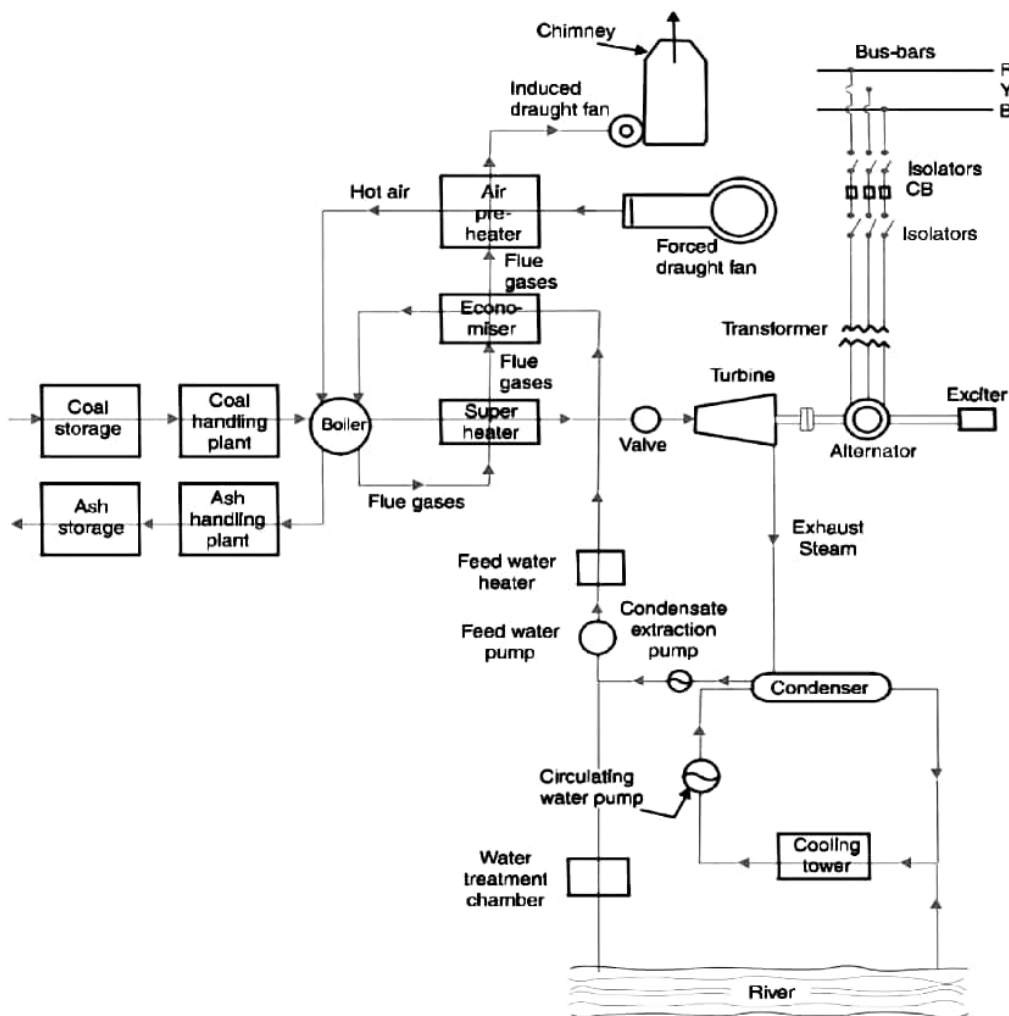 Chimney
Bus-bars
R
Y
B
Induced
draught fan
Isolators
CB
Isolators
Hot air
Air
pre-
heater
Forced
draught fan
Flue
gases
Econo-
miser
Transformer
Flue
gases
Turbine
Exciter
Coal
storage
Coal
handling
plant
Boiler
Super
heater
Valve
Alternator
Flue gases
Ash
storage
Ash
handling
plant
Exhaust
Steam
Feed water
heater
Condensate
extraction
pump
Feed water
pump
Condenser
Circulating
water pump
Cooling
tower
Water
treatment
chamber
River